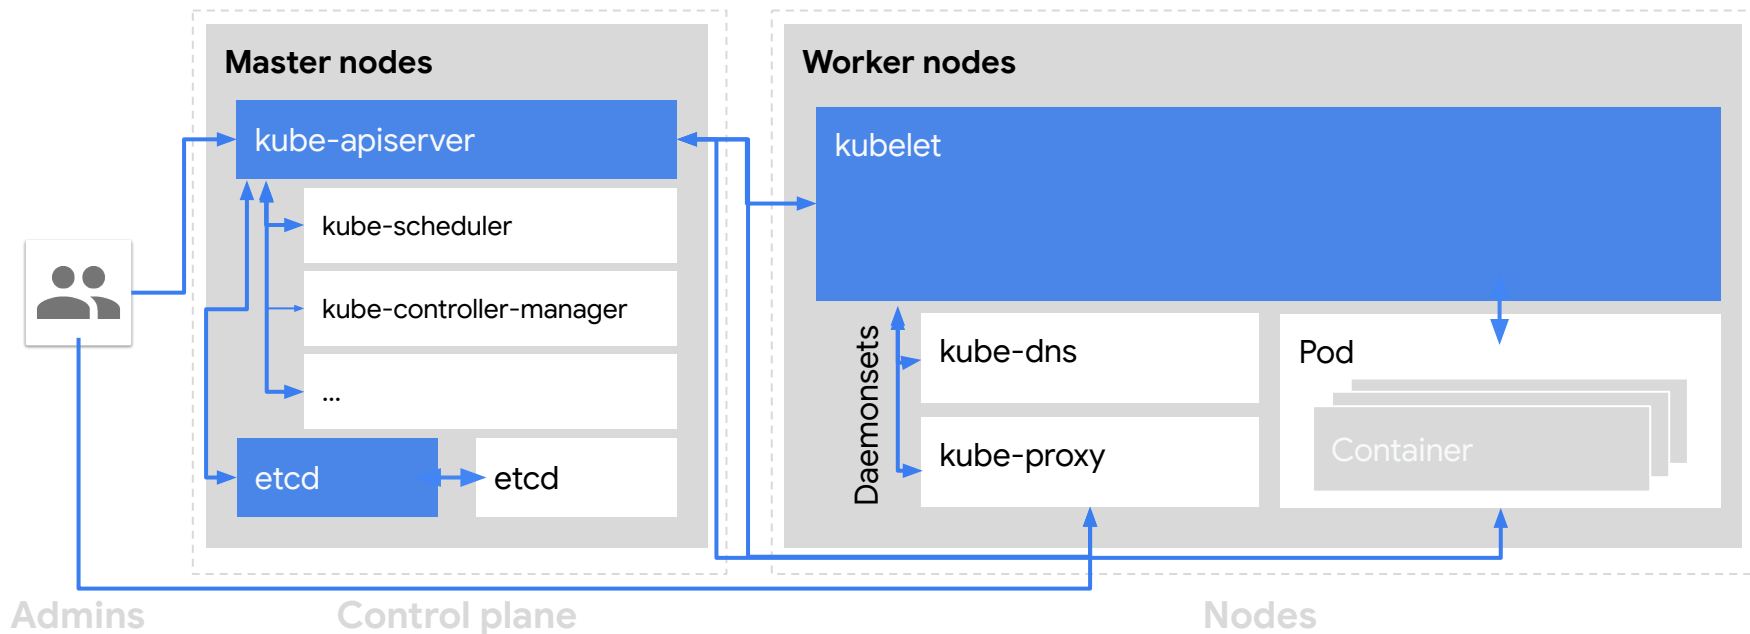 Master nodes
kube-apiserver
kube-scheduler
kube-controller-manager
...
etcd
etcd
Worker nodes
kubelet
Daemonsets
kube-dns
kube-proxy
Pod
Container
Admins
Control plane
Nodes